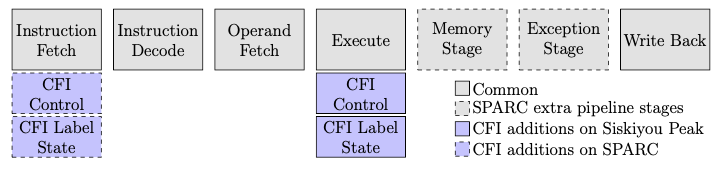 Instruction
Fetch
Instruction
Decode
Operand
Fetch
Execute
Memory
Stage
Exception
Stage
Write Back
CFI
Control
CFI Label
State
CFI
Control
CFI Label
State
Common
SPARC extra pipeline stages
CFI additions on Siskiyou Peak
CFI additions on SPARC